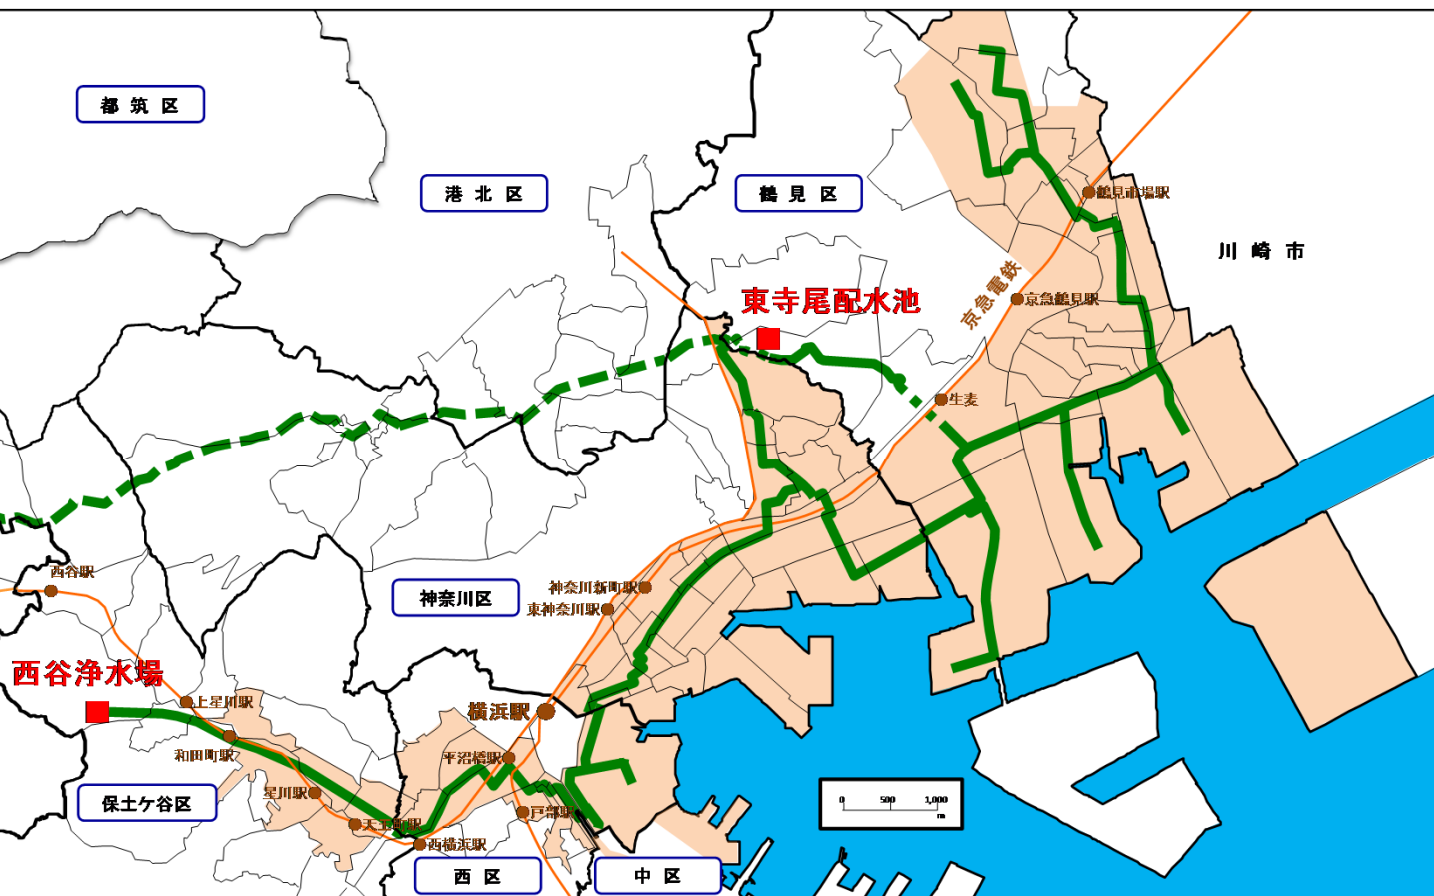 都筑区
港北区
鶴見区
鶴見市場駅
川崎市
京急電鉄
東寺尾配水池
京急鶴見駅
生麦
西谷駅
神奈川区
神奈川新町駅
東神奈川駅
西谷浄水場
上星川駅
横浜駅
和田町駅
平沼橋駅
保土ケ谷区
星川駅
戸部駅
天王町駅
西横浜駅
西区
中区
0 500 1,000
m